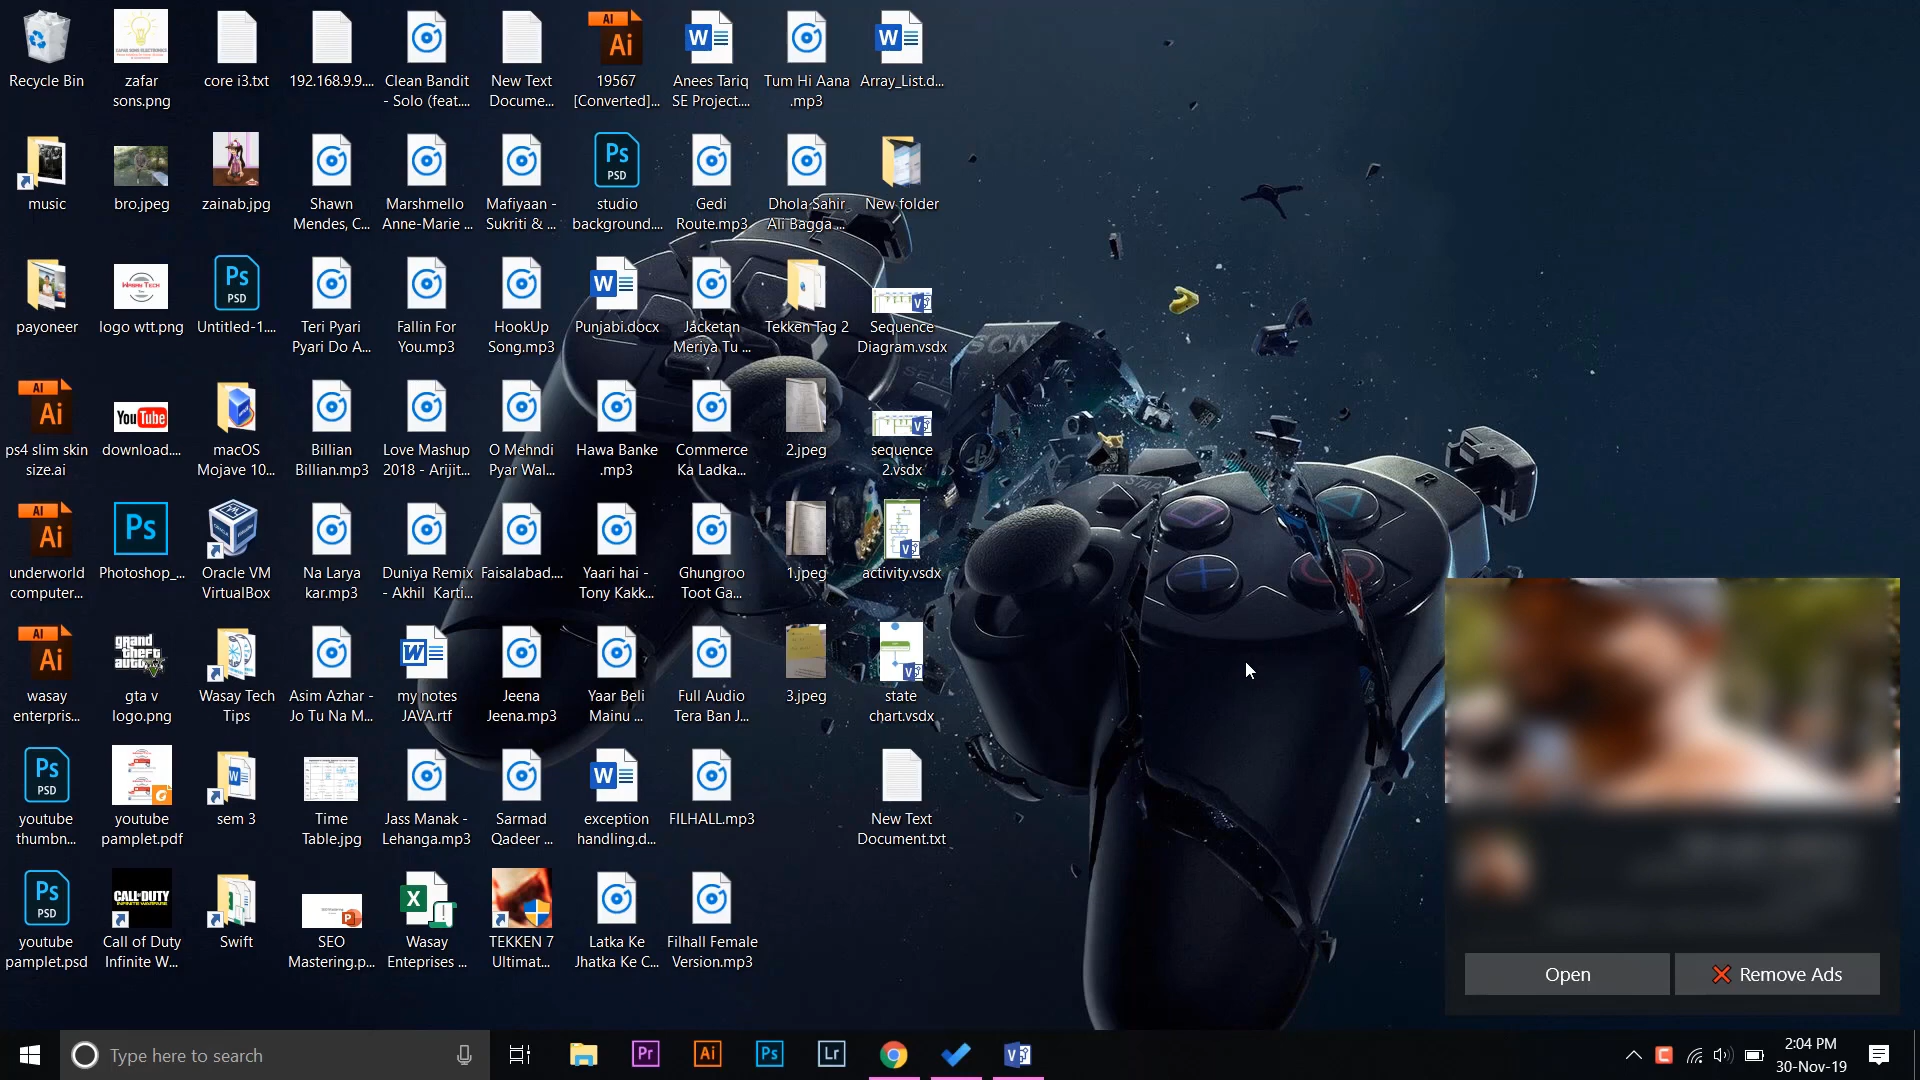 Recycle Bin
zafar
sons.png
core i3.txt
192.168.9.9....
Clean Bandit
- Solo (feat....
New Text
Docume...
19567
[Converted]...
Anees Tariq
SE Project....
Tum Hi Aana
.mp3
Array_List.d...
music
bro.jpeg
zainab.jpg
Shawn
Mendes, C...
Marshmello
Anne-Marie ...
Mafiyaan -
Sukriti & ...
studio
background....
Gedi
Route.mp3
Dhola Sahir
Ali Bagga ...
New folder
payoneer
logo wtt.png
Untitled-1....
Teri Pyari
Pyari Do A...
Fallin For
You.mp3
HookUp
Song.mp3
Punjabi.docx
Jacketan
Meriya Tu ...
Tekken Tag 2
Sequence
Diagram.vsdx
ps4 slim skin
size.ai
download....
macOS
Mojave 10...
Billian
Billian.mp3
Love Mashup
2018 - Arijit...
O Mehndi
Pyar Wal...
Hawa Banke
.mp3
Commerce
Ka Ladka...
2.jpeg
sequence
2.vsdx
underworld
computer...
Photoshop_...
Oracle VM
VirtualBox
Na Larya
kar.mp3
Duniya Remix
- Akhil Karti...
Faisalabad....
Yaari hai -
Tony Kakk...
Ghungroo
Toot Ga...
1.jpeg
activity.vsdx
wasay
enterpris...
gta v
logo.png
Wasay Tech
Tips
Asim Azhar -
Jo Tu Na M...
my notes
JAVA.rtf
Jeena
Jeena.mp3
Yaar Beli
Mainu ...
Full Audio
Tera Ban J...
3.jpeg
state
chart.vsdx
youtube
thumbn...
youtube
pamplet.pdf
sem 3
Time
Table.jpg
Jass Manak -
Lehanga.mp3
Sarmad
Qadeer ...
exception
handling.d...
FILHALL.mp3
New Text
Document.txt
youtube
pamplet.psd
Call of Duty
Infinite W...
Swift
SEO
Mastering.p...
Wasay
Enteprises ...
TEKKEN 7
Ultimat...
Latka Ke
Jhatka Ke C...
Filhall Female
Version.mp3
Open
Remove Ads
Type here to search
2:04 PM
30-Nov-19